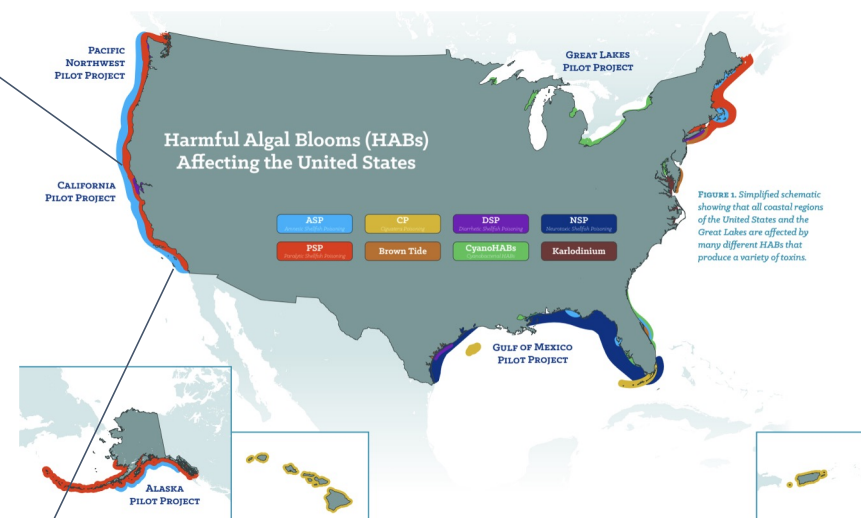 Pacific
Northwest
Pilot Project
Great Lakes
Pilot Project
Harmful Algal Blooms (HABs)
Affecting the United States
California
Pilot Project
ASP
Amnesic Shellfish Poisoning
CP
Ciguatera Poisoning
DSP
Diarrhetic Shellfish Poisoning
NSP
Neurotoxic Shellfish Poisoning
PSP
Paralytic Shellfish Poisoning
Brown Tide
CyanoHABs
Cyanobacterial HABs
Karlodinium
Figure 1. Simplified schematic
showing that all coastal regions
of the United States and the
Great Lakes are affected by
many different HABs that
produce a variety of toxins.
Gulf of Mexico
Pilot Project
Alaska
Pilot Project